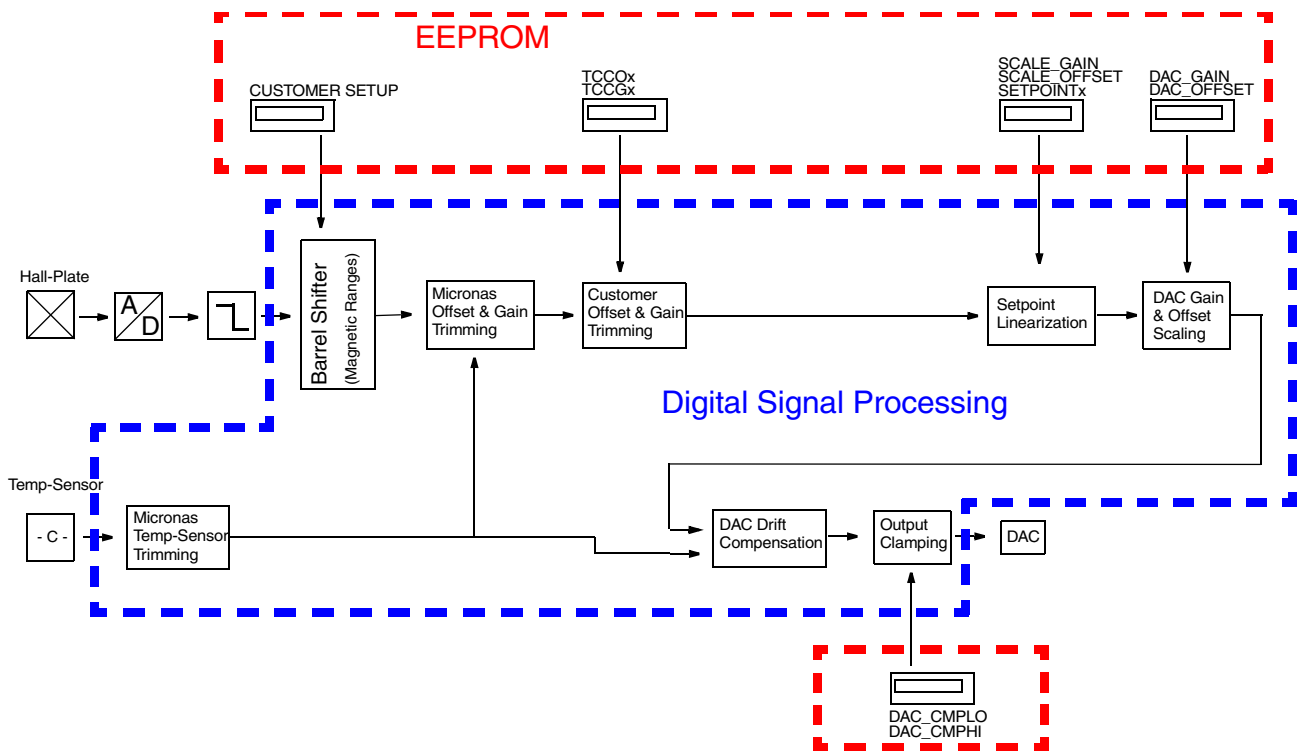 EEPROM
CUSTOMER SETUP
TCCOx
TCCGx
SCALE_GAIN
SCALE_OFFSET
SETPOINTx
DAC_GAIN
DAC_OFFSET
Hall-Plate
A
D
Barrel Shifter
(Magnetic Ranges)
Micronas
Offset & Gain
Trimming
Customer
Offset & Gain
Trimming
Setpoint
Linearization
DAC Gain
& Offset
Scaling
Digital Signal Processing
Temp-Sensor
- C -
Micronas
Temp-Sensor
Trimming
DAC Drift
Compensation
Output
Clamping
DAC
DAC_CMPLO
DAC_CMPHI